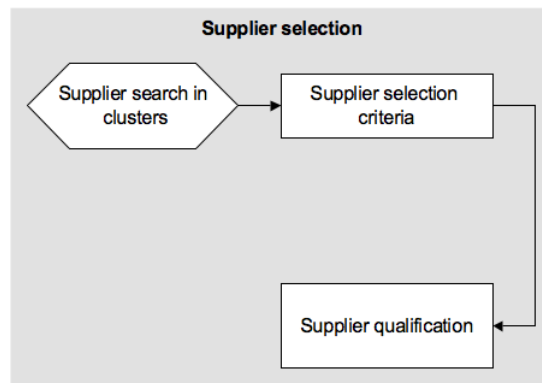 Supplier selection
Supplier search in
clusters
Supplier selection
criteria
Supplier qualification